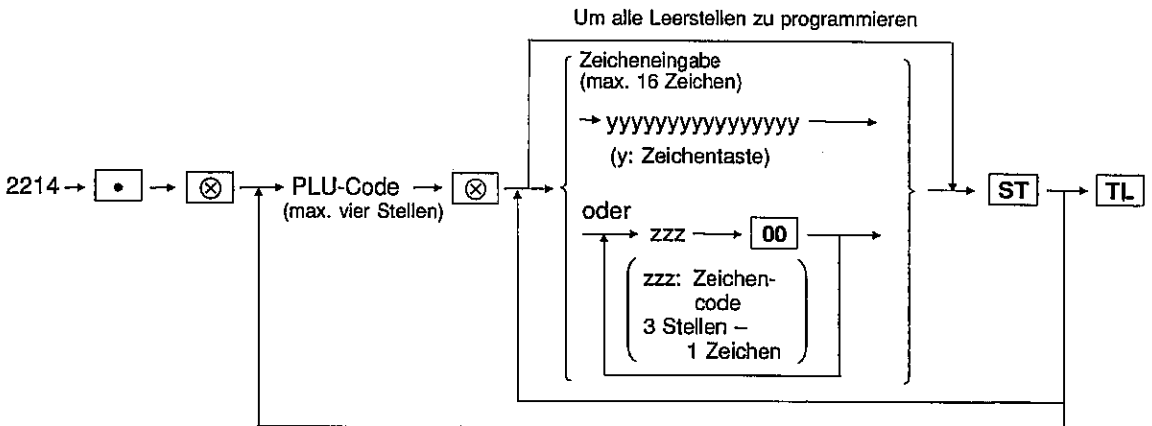 Um alle Leerstellen zu programmieren
Zeicheneingabe
(max. 16 Zeichen)
yyyyyyyyyyyyyyyy
(y: Zeichentaste)
2214 → • → ⊗ → PLU-Code → ⊗ → ST → TL
(max. vier Stellen)
oder
zzz → 00
zzz: Zeichen-
code
3 Stellen –
1 Zeichen